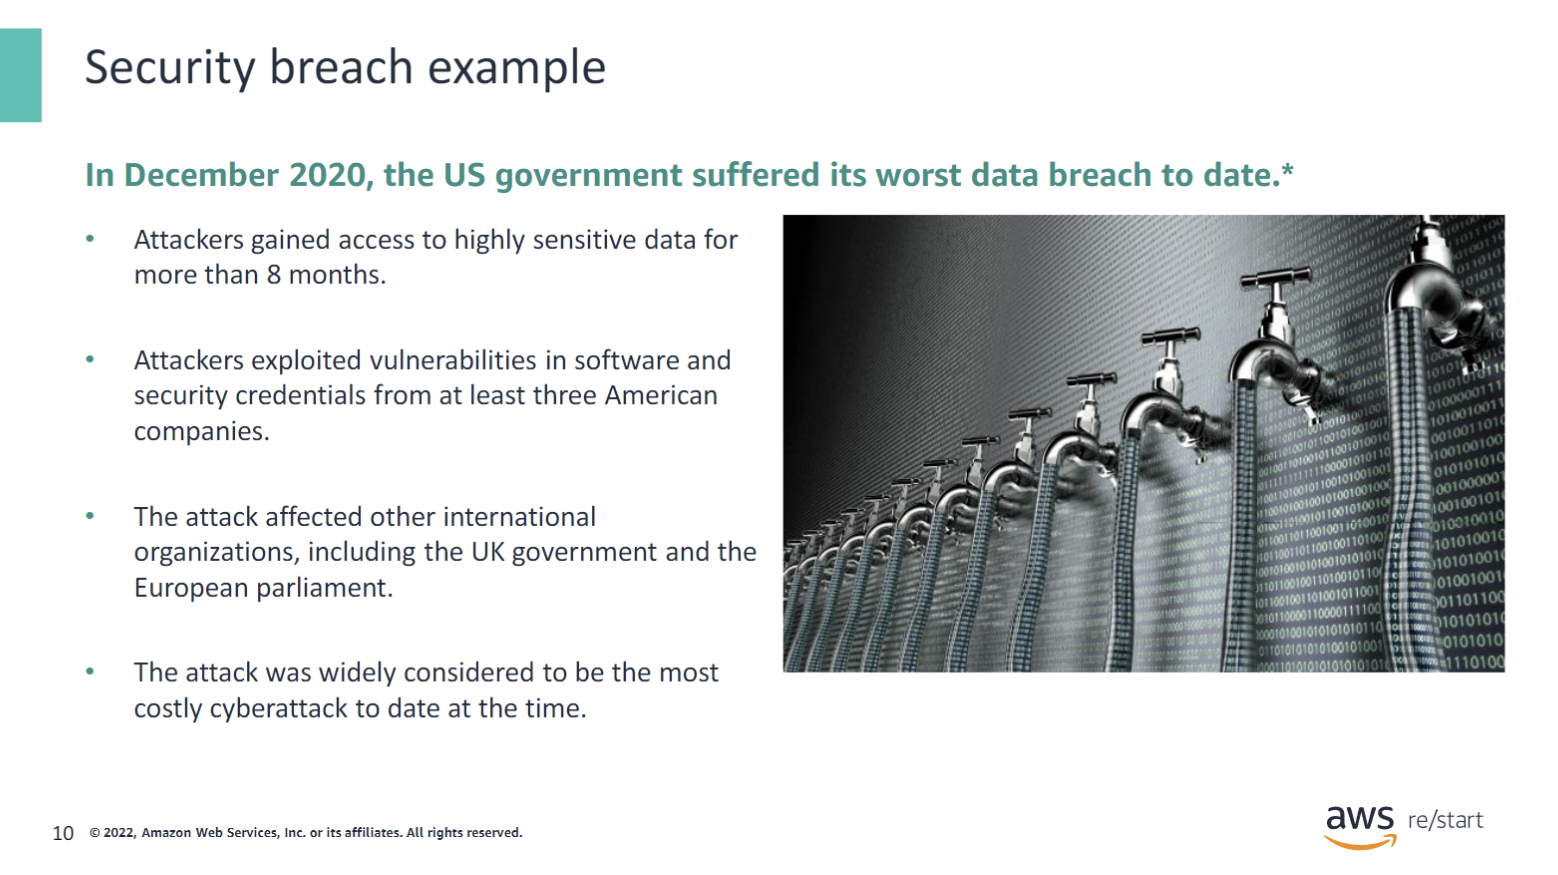 Security breach example
In December 2020, the US government suffered its worst data breach to date.*
• Attackers gained access to highly sensitive data for
more than 8 months.
• Attackers exploited vulnerabilities in software and
security credentials from at least three American
companies.
• The attack affected other international
organizations, including the UK government and the
European parliament.
• The attack was widely considered to be the most
costly cyberattack to date at the time.
10 © 2022, Amazon Web Services, Inc. or its affiliates. All rights reserved.
aws re/start